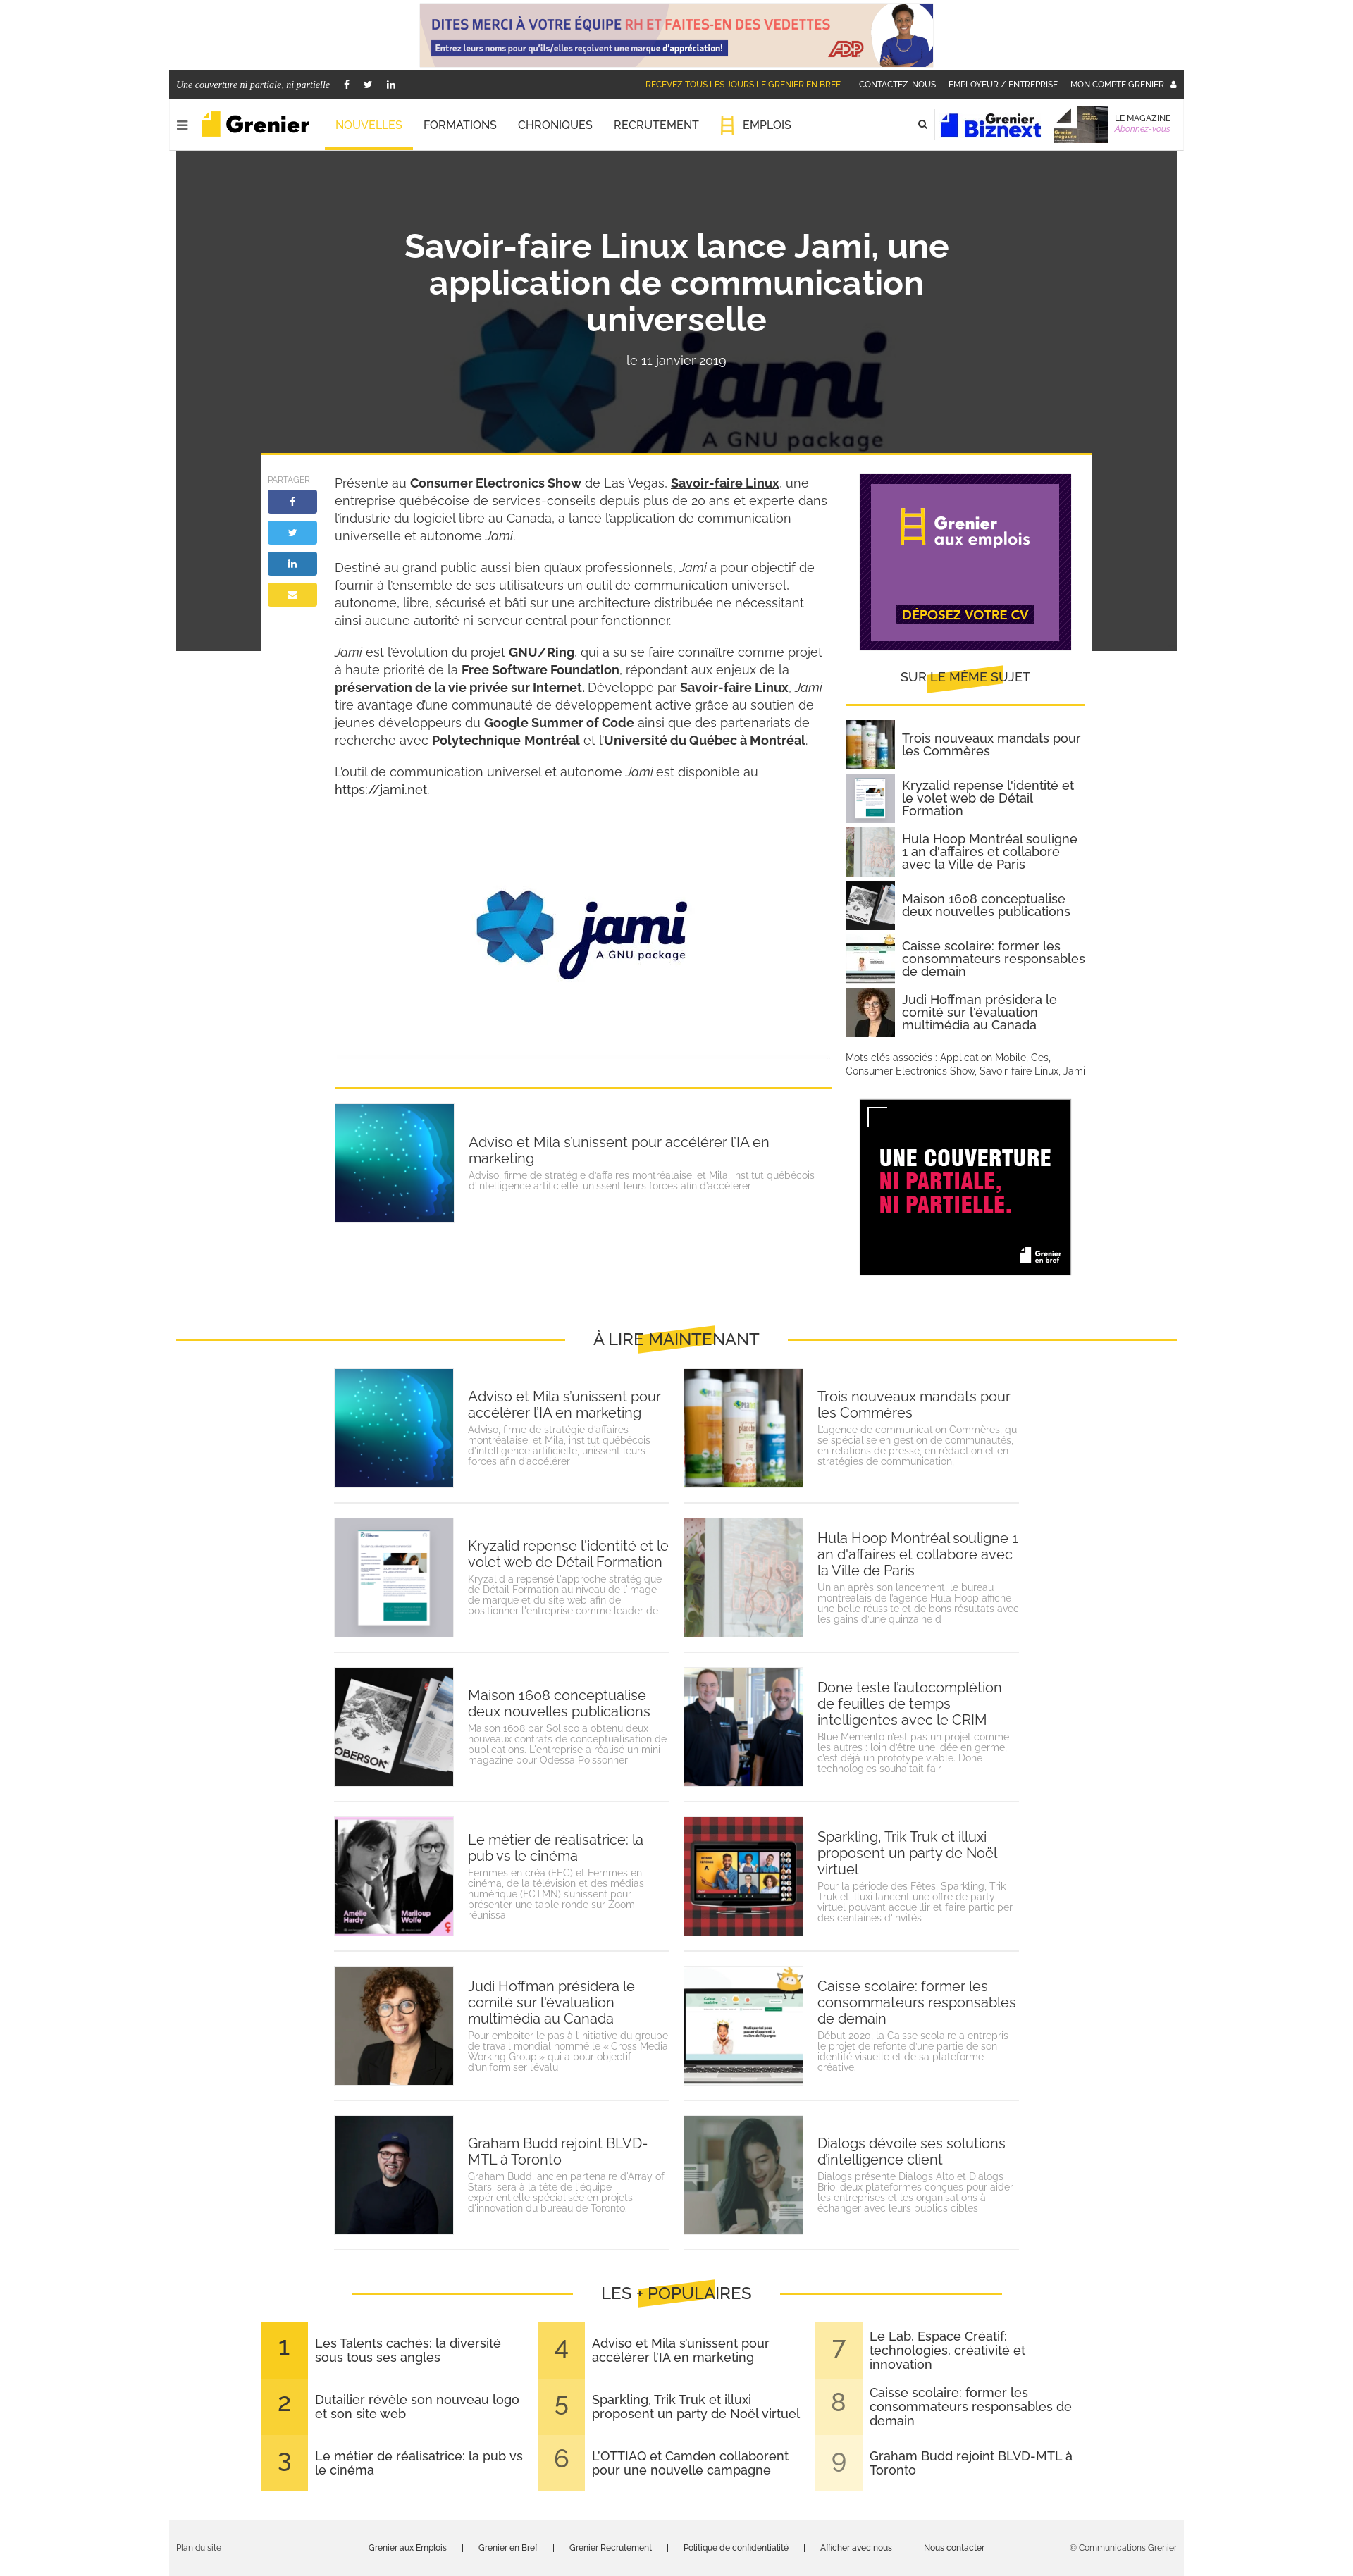 DITES MERCI À VOTRE ÉQUIPE RH ET FAITES-EN DES VEDETTES
Entrez leurs noms pour qu'ils/elles reçoivent une marque d'appréciation!
ADP
Une couverture ni partiale, ni partielle
RECEVEZ TOUS LES JOURS LE GRENIER EN BREF
CONTACTEZ-NOUS
EMPLOYEUR / ENTREPRISE
MON COMPTE GRENIER
Grenier
NOUVELLES
FORMATIONS
CHRONIQUES
RECRUTEMENT
EMPLOIS
Grenier
Biznext
LE MAGAZINE
Abonnez-vous
Savoir-faire Linux lance Jami, une
application de communication
universelle
le 11 janvier 2019
jami
A GNU package
PARTAGER
Présente au Consumer Electronics Show de Las Vegas, Savoir-faire Linux, une
entreprise québécoise de services-conseils depuis plus de 20 ans et experte dans
l'industrie du logiciel libre au Canada, a lancé l'application de communication
universelle et autonome Jami.
Destiné au grand public aussi bien qu'aux professionnels, Jami a pour objectif de
fournir à l'ensemble de ses utilisateurs un outil de communication universel,
autonome, libre, sécurisé et bâti sur une architecture distribuée ne nécessitant
ainsi aucune autorité ni serveur central pour fonctionner.
Jami est l'évolution du projet GNU/Ring, qui a su se faire connaître comme projet
à haute priorité de la Free Software Foundation, répondant aux enjeux de la
préservation de la vie privée sur Internet. Développé par Savoir-faire Linux, Jami
tire avantage d'une communauté de développement active grâce au soutien de
jeunes développeurs du Google Summer of Code ainsi que des partenariats de
recherche avec Polytechnique Montréal et l'Université du Québec à Montréal.
L'outil de communication universel et autonome Jami est disponible au
https://jami.net.
jami
A GNU package
Grenier
aux emplois
DÉPOSEZ VOTRE CV
SUR LE MÊME SUJET
Trois nouveaux mandats pour
les Commères
Kryzalid repense l'identité et
le volet web de Détail
Formation
Hula Hoop Montréal souligne
1 an d'affaires et collabore
avec la Ville de Paris
Maison 1608 conceptualise
deux nouvelles publications
Caisse scolaire: former les
consommateurs responsables
de demain
Judi Hoffman présidera le
comité sur l'évaluation
multimédia au Canada
Mots clés associés : Application Mobile, Ces,
Consumer Electronics Show, Savoir-faire Linux, Jami
UNE COUVERTURE
NI PARTIALE,
NI PARTIELLE.
Grenier
en bref
Adviso et Mila s'unissent pour accélérer l'IA en
marketing
Adviso, firme de stratégie d'affaires montréalaise, et Mila, institut québécois
d'intelligence artificielle, unissent leurs forces afin d'accélérer
À LIRE MAINTENANT
Adviso et Mila s'unissent pour
accélérer l'IA en marketing
Adviso, firme de stratégie d'affaires
montréalaise, et Mila, institut québécois
d'intelligence artificielle, unissent leurs
forces afin d'accélérer
Trois nouveaux mandats pour
les Commères
L'agence de communication Commères, qui
se spécialise en gestion de communautés,
en relations de presse, en rédaction et en
stratégies de communication,
Kryzalid repense l'identité et le
volet web de Détail Formation
Kryzalid a repensé l'approche stratégique
de Détail Formation au niveau de l'image
de marque et du site web afin de
positionner l'entreprise comme leader de
Hula Hoop Montréal souligne 1
an d'affaires et collabore avec
la Ville de Paris
Un an après son lancement, le bureau
montréalais de l'agence Hula Hoop affiche
une belle réussite et de bons résultats avec
les gains d'une quinzaine d
OBERSON
Maison 1608 conceptualise
deux nouvelles publications
Maison 1608 par Solisco a obtenu deux
nouveaux contrats de conceptualisation de
publications. L'entreprise a réalisé un mini
magazine pour Odessa Poissonneri
Done teste l'autocomplétion
de feuilles de temps
intelligentes avec le CRIM
Blue Memento n'est pas un projet comme
les autres : loin d'être une idée en germe,
c'est déjà un prototype viable. Done
technologies souhaitait fair
Amélie
Hardy
Mariloup
Wolfe
Le métier de réalisatrice: la
pub vs le cinéma
Femmes en créa (FEC) et Femmes en
cinéma, de la télévision et des médias
numérique (FCTMN) s'unissent pour
présenter une table ronde sur Zoom
réunissa
Sparkling, Trik Truk et illuxi
proposent un party de Noël
virtuel
Pour la période des Fêtes, Sparkling, Trik
Truk et illuxi lancent une offre de party
virtuel pouvant accueillir et faire participer
des centaines d'invités
Judi Hoffman présidera le
comité sur l'évaluation
multimédia au Canada
Pour emboiter le pas à l'initiative du groupe
de travail mondial nommé le « Cross Media
Working Group » qui a pour objectif
d'uniformiser l'évalu
Caisse scolaire: former les
consommateurs responsables
de demain
Début 2020, la Caisse scolaire a entrepris
le projet de refonte d'une partie de son
identité visuelle et de sa plateforme
créative.
Graham Budd rejoint BLVD-
MTL à Toronto
Graham Budd, ancien partenaire d'Array of
Stars, sera à la tête de l'équipe
expérientielle spécialisée en projets
d'innovation du bureau de Toronto.
Dialogs dévoile ses solutions
d'intelligence client
Dialogs présente Dialogs Alto et Dialogs
Brio, deux plateformes conçues pour aider
les entreprises et les organisations à
échanger avec leurs publics cibles
LES + POPULAIRES
1
Les Talents cachés: la diversité
sous tous ses angles
2
Dutailier révèle son nouveau logo
et son site web
3
Le métier de réalisatrice: la pub vs
le cinéma
4
Adviso et Mila s'unissent pour
accélérer l'IA en marketing
5
Sparkling, Trik Truk et illuxi
proposent un party de Noël virtuel
6
L'OTTIAQ et Camden collaborent
pour une nouvelle campagne
7
Le Lab, Espace Créatif:
technologies, créativité et
innovation
8
Caisse scolaire: former les
consommateurs responsables de
demain
9
Graham Budd rejoint BLVD-MTL à
Toronto
Plan du site
Grenier aux Emplois | Grenier en Bref | Grenier Recrutement | Politique de confidentialité | Afficher avec nous | Nous contacter
© Communications Grenier